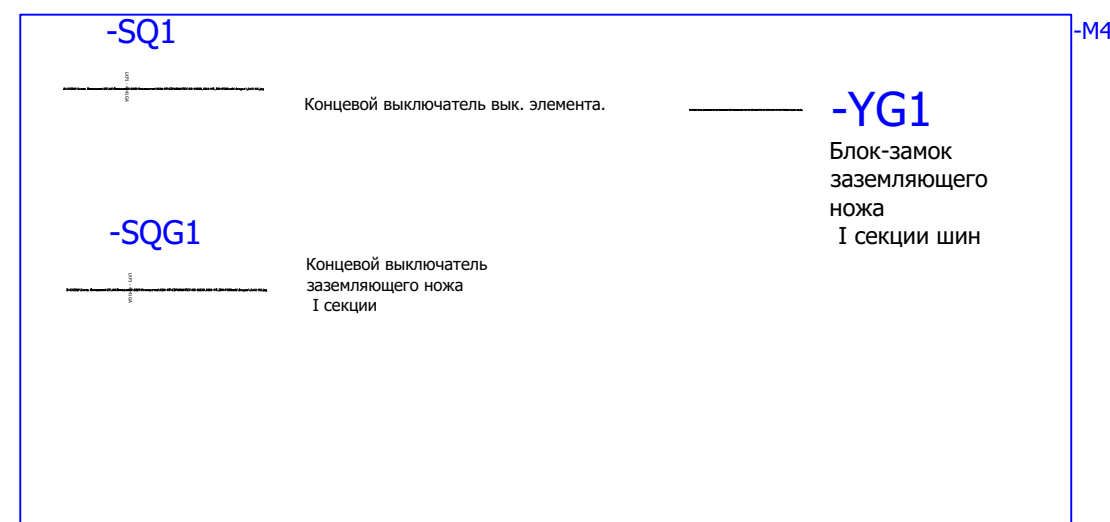 -SQ1
-M4
Концевой выключатель вык. элемента.
-YG1
Блок-замок
заземляющего
ножа
I секции шин
-SQG1
Концевой выключатель
заземляющего ножа
I секции